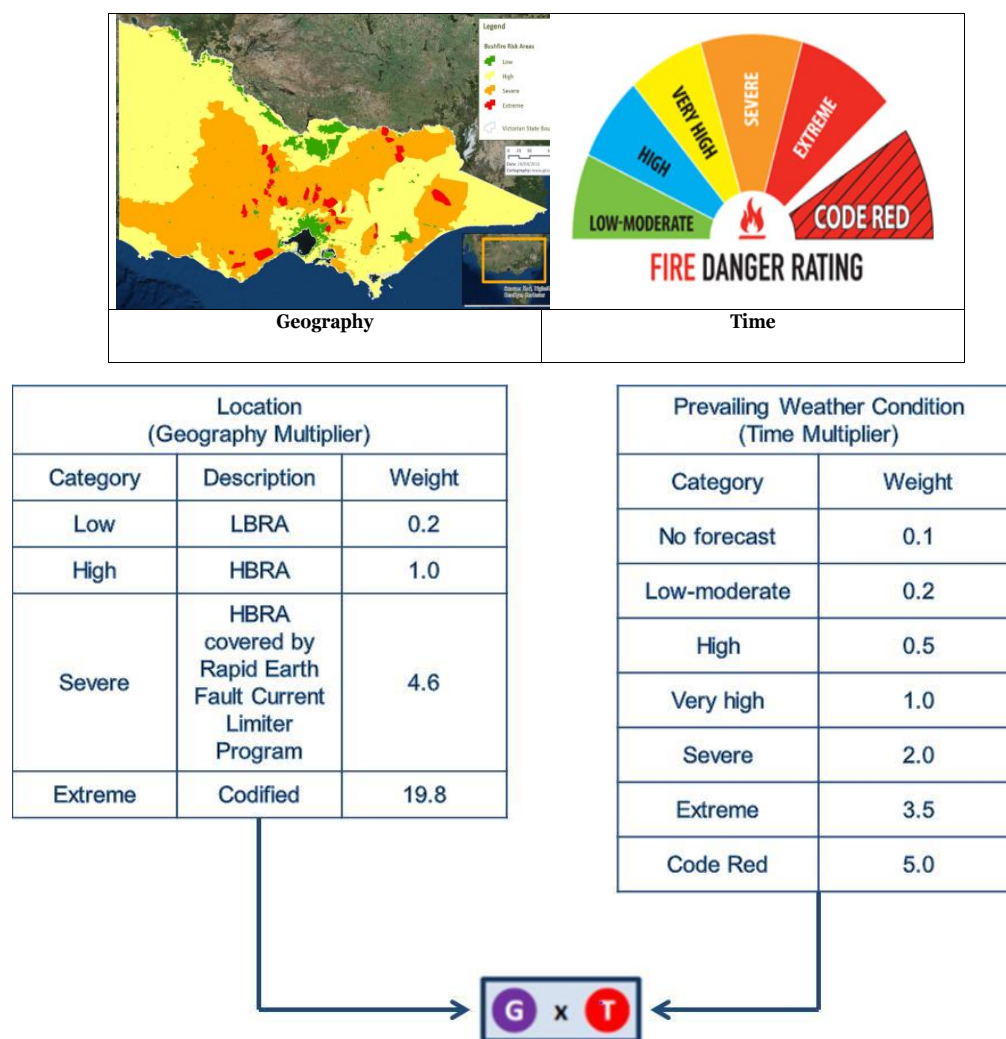 Legend
Bushfire Risk Areas
Low
High
Severe
Extreme
LOW-MODERATE
HIGH
VERY HIGH
SEVERE
EXTREME
CODE RED
FIRE DANGER RATING
Geography
Time
Location
(Geography Multiplier)
Category Description Weight
Low LBRA 0.2
High HBRA 1.0
Severe HBRA covered by Rapid Earth Fault Current Limiter Program 4.6
Extreme Codified 19.8
Prevailing Weather Condition
(Time Multiplier)
Category Weight
No forecast 0.1
Low-moderate 0.2
High 0.5
Very high 1.0
Severe 2.0
Extreme 3.5
Code Red 5.0
G x T